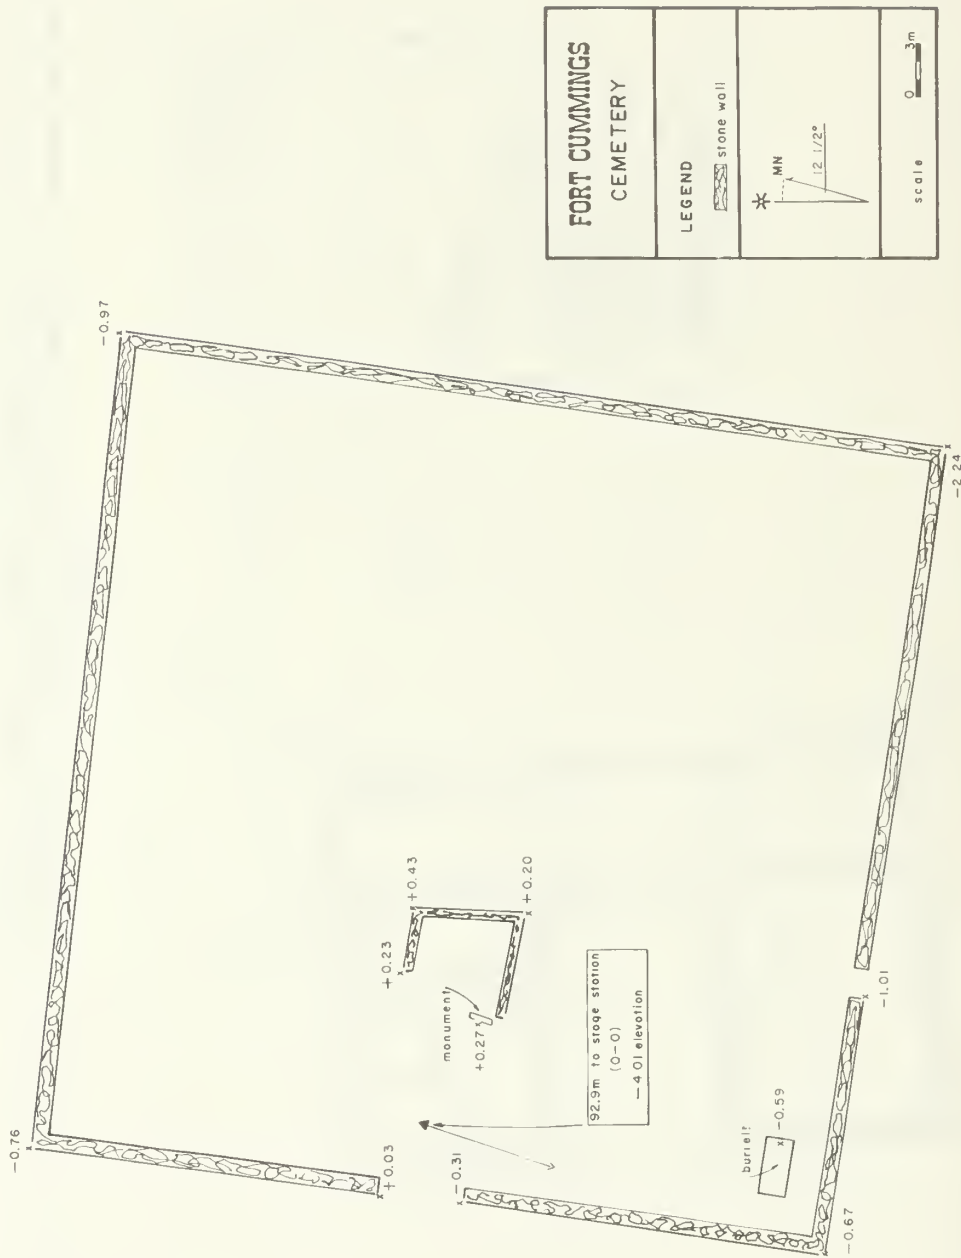 FORT CUMMINGS
CEMETERY
LEGEND
stone wall
MN
12 1/2°
scale
0 3m
-0.97
-0.76
-2.24
+0.43
+0.23
+0.20
monument
+0.27 x
+0.03
-0.31
92.9m to stage station
(0-0)
-4.01 elevation
-1.01
burial?
x -0.59
-0.67